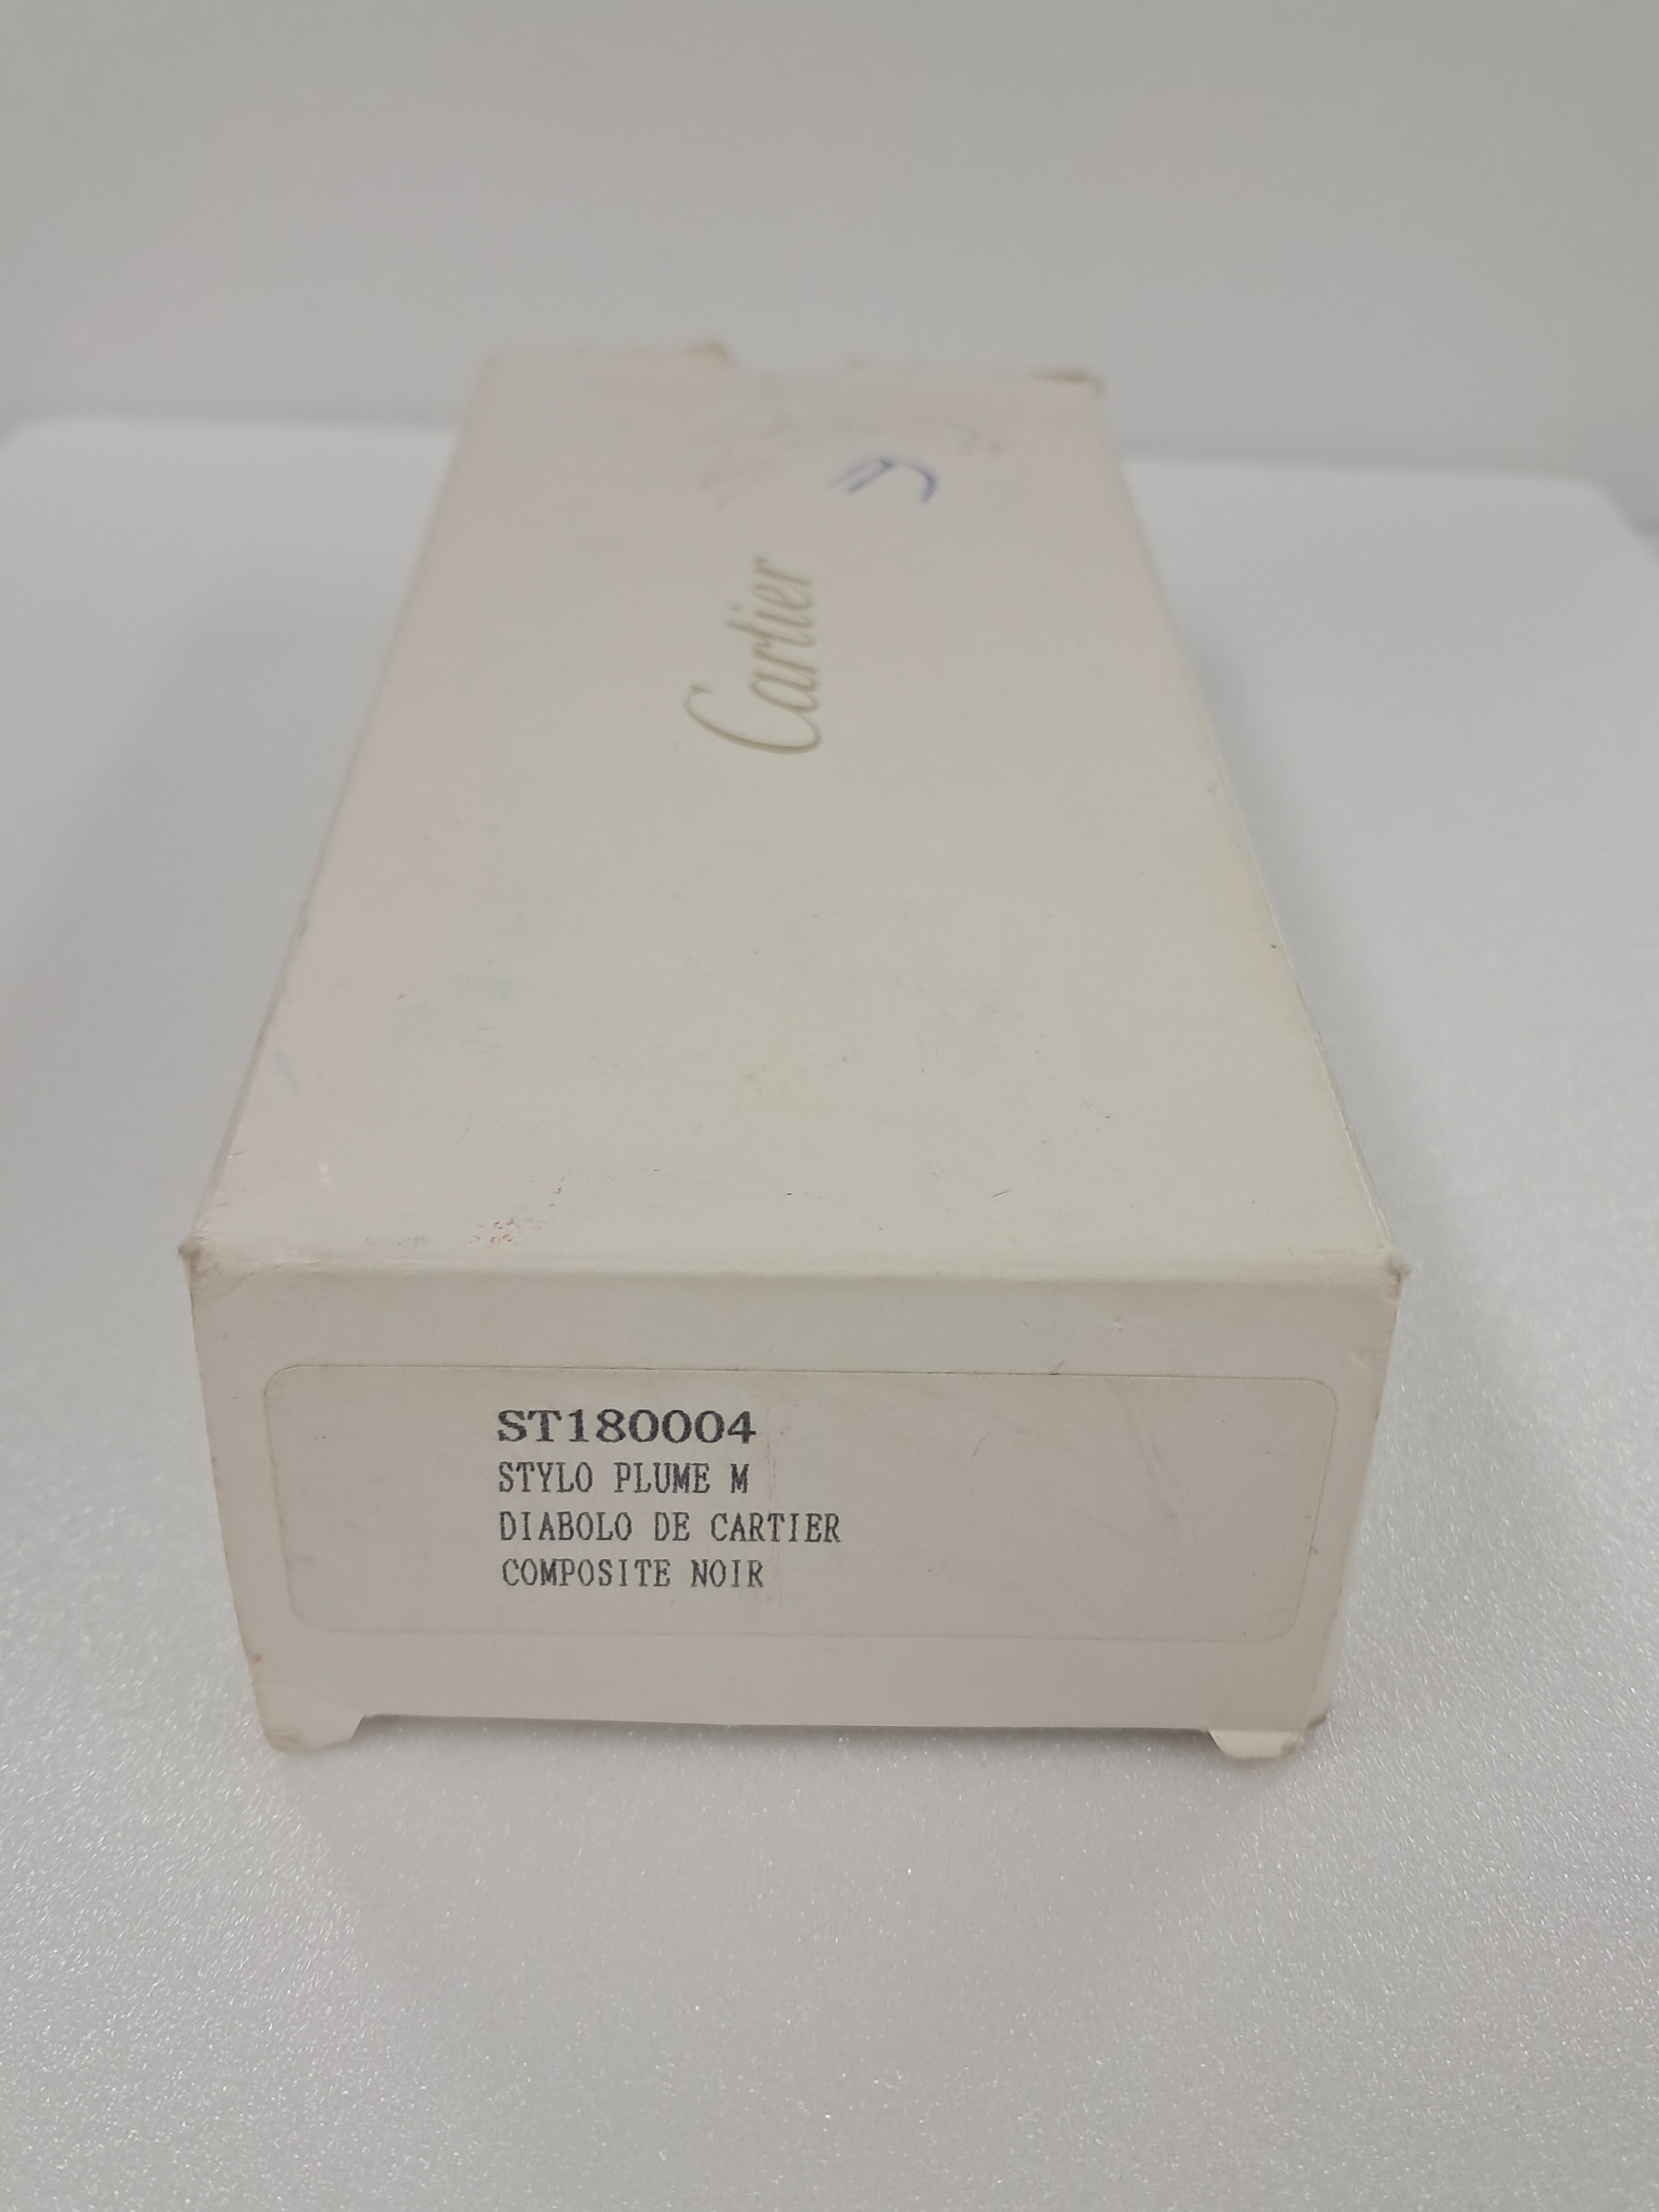 Cartier
ST180004
STYLO PLUME M
DIABOLO DE CARTIER
COMPOSITE NOIR